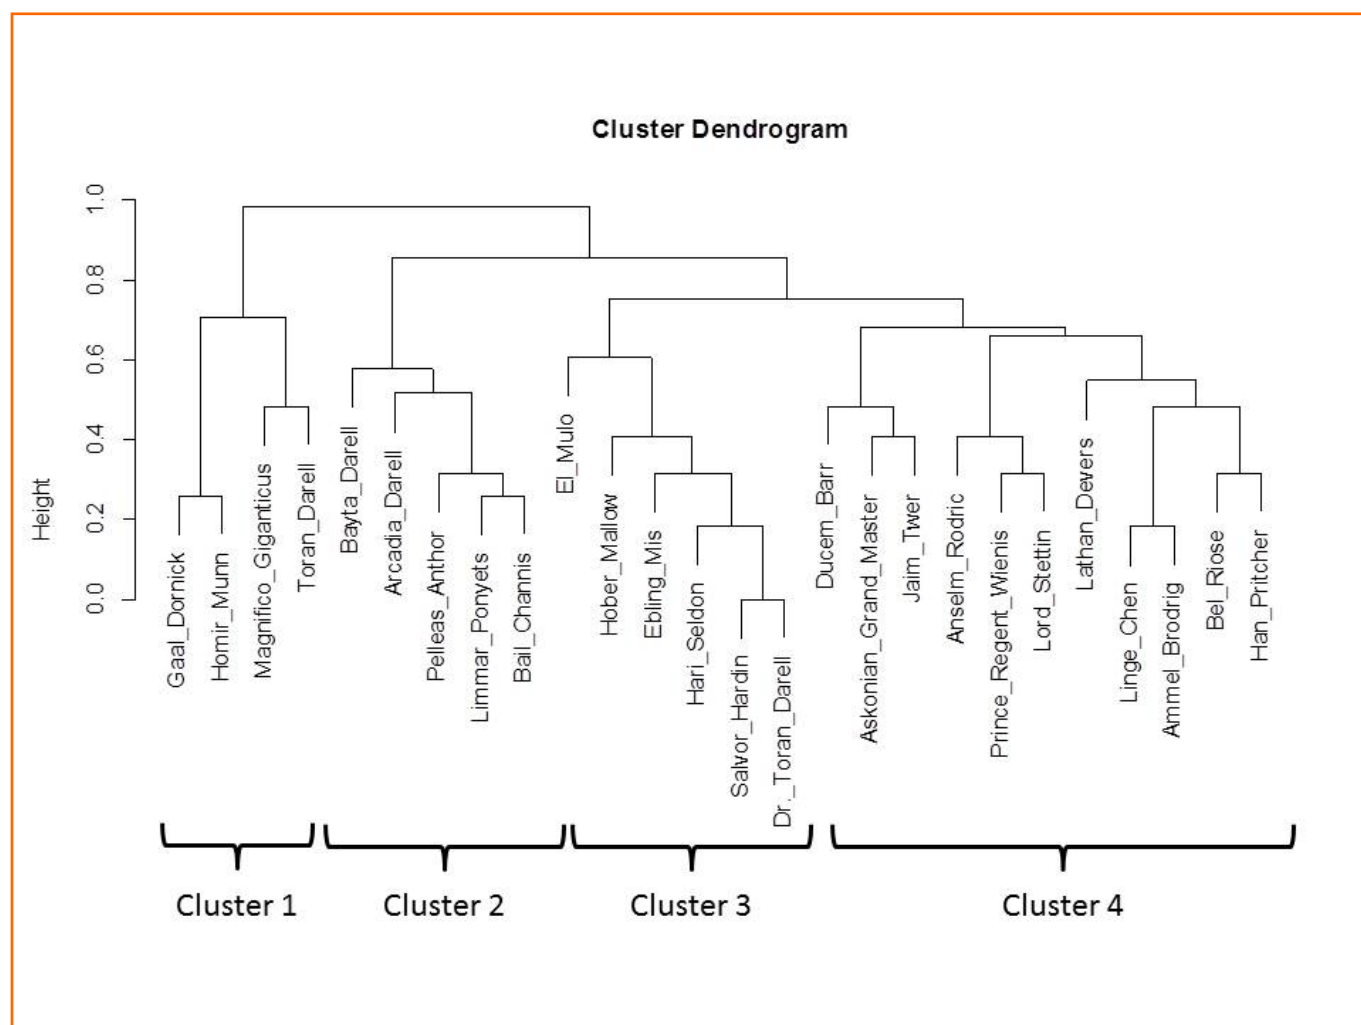 Cluster Dendrogram
Height
1.0
0.8
0.6
0.4
0.2
0.0
Gaal_Dornick
Homir_Munn
Magnifico_Giganticus
Toran_Darell
Bayta_Darell
Arcadia_Darell
Pelleas_Anthor
Limmar_Ponyets
Bail_Channis
El_Mulo
Hober_Mallow
Ebling_Mis
Hari_Seldon
Salvor_Hardin
Dr._Toran_Darell
Ducem_Barr
Askonian_Grand_Master
Jaim_Twer
Anselm_Rodric
Prince_Regent_Wienis
Lord_Stettin
Lathan_Devers
Linge_Chen
Ammel_Brodrig
Bel_Riose
Han_Pritcher
Cluster 1
Cluster 2
Cluster 3
Cluster 4